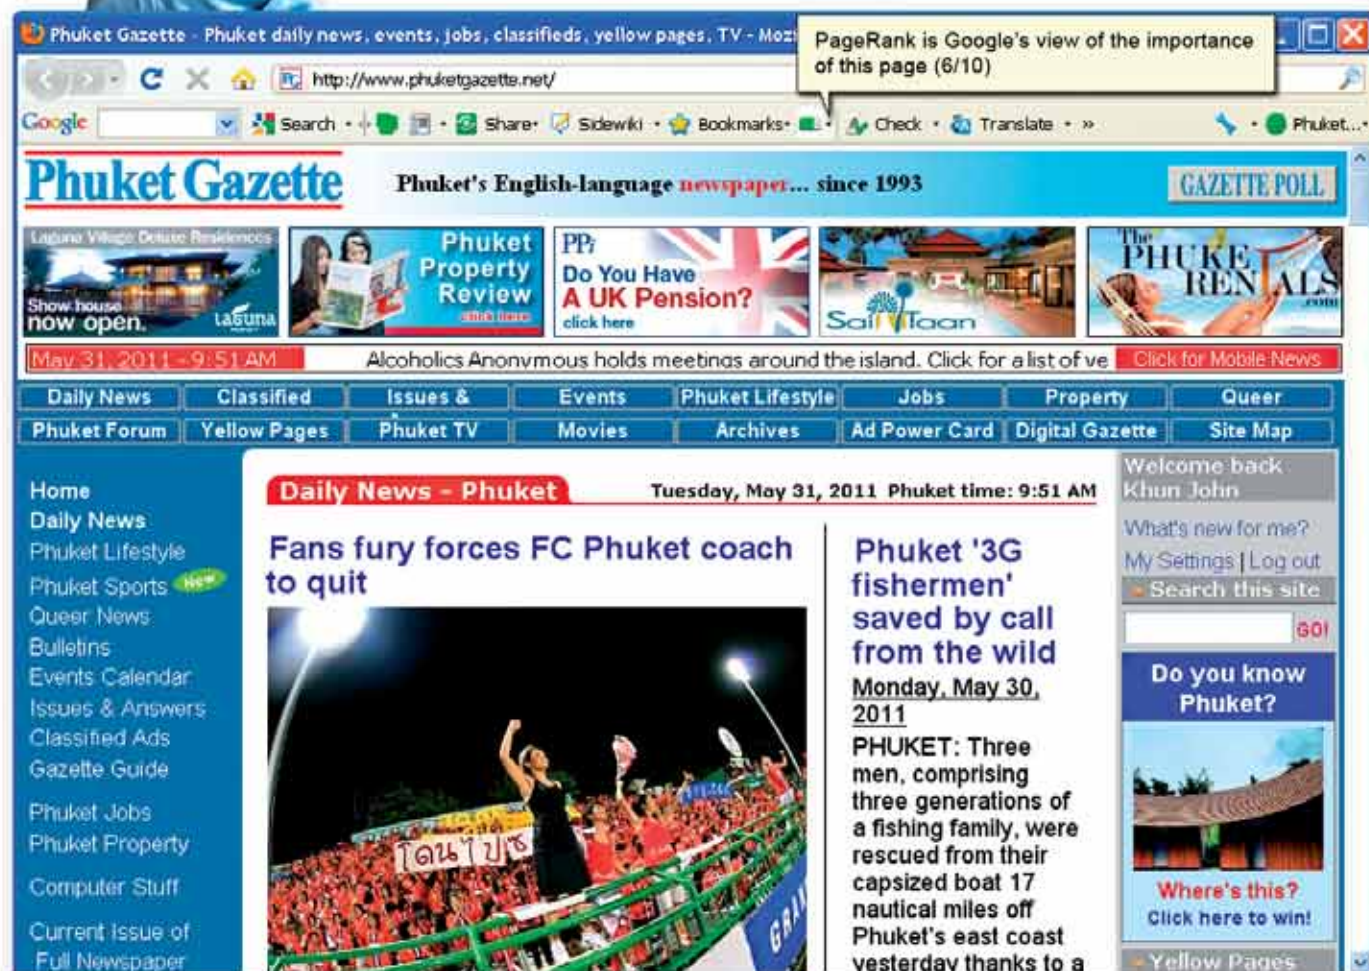 Phuket Gazette - Phuket daily news, events, jobs, classifieds, yellow pages, TV - Moz
PageRank is Google's view of the importance
of this page (6/10)
http://www.phuketgazette.net/
Google Search Share Sidewiki Bookmarks Check Translate » Phuket...
Phuket Gazette
Phuket's English-language newspaper... since 1993
GAZETTE POLL
Laguna Village Deluxe Residences
Show house
now open.
Laguna
Phuket
Property
Review
click here
PPi
Do You Have
A UK Pension?
click here
Sai Taan
The
PHUKET
RENTALS
.com
May 31, 2011 - 9:51 AM
Alcoholics Anonymous holds meetings around the island. Click for a list of ve
Click for Mobile News
Daily News Classified Issues & Events Phuket Lifestyle Jobs Property Queer
Phuket Forum Yellow Pages Phuket TV Movies Archives Ad Power Card Digital Gazette Site Map
Home
Daily News
Phuket Lifestyle
Phuket Sports New
Queer News
Bulletins
Events Calendar
Issues & Answers
Classified Ads
Gazette Guide
Phuket Jobs
Phuket Property
Computer Stuff
Current Issue of
Full Newspaper
Daily News - Phuket
Tuesday, May 31, 2011 Phuket time: 9:51 AM
Fans fury forces FC Phuket coach
to quit
GRAN
Phuket '3G
fishermen'
saved by call
from the wild
Monday, May 30,
2011
PHUKET: Three
men, comprising
three generations of
a fishing family, were
rescued from their
capsized boat 17
nautical miles off
Phuket's east coast
yesterday thanks to a
Welcome back
Khun John
What's new for me?
My Settings | Log out
Search this site
GO!
Do you know
Phuket?
Where's this?
Click here to win!
Yellow Pages